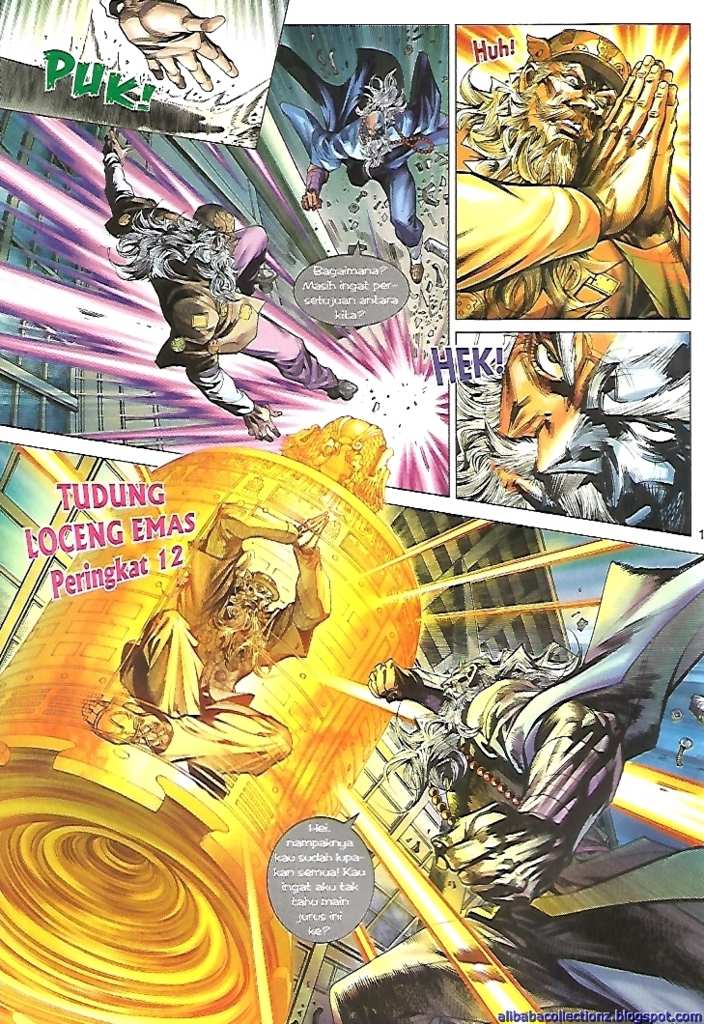 PUK!
Bagaimana?
Masih ingat per-
setujuan antara
kita?
Huh!
HEK!
1
TUDUNG
LOCENG EMAS
Peringkat 12
Hei,
nampaknya
kau sudah lupa-
kan semua! Kau
ingat aku tak
tahu main
jurus ini
ke?
alibabacollectionz.blogspot.com